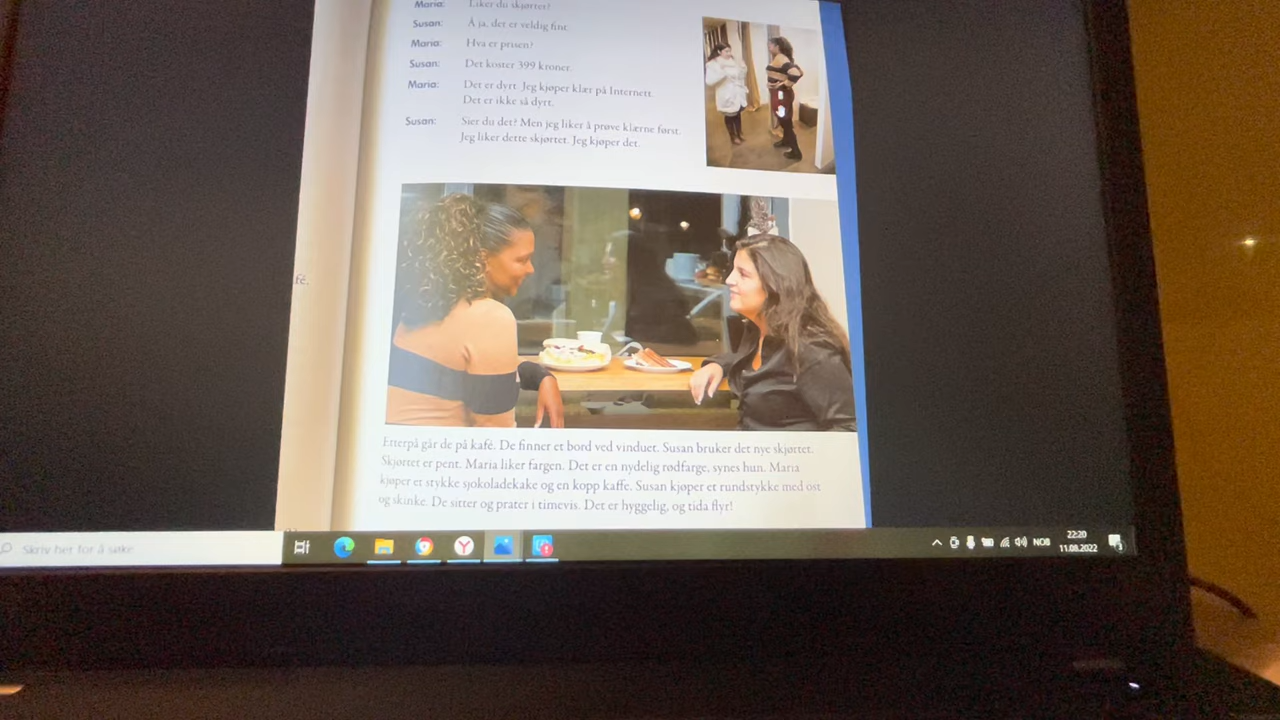 Maria: Liker du skjørtet?
Susan: Å ja, det er veldig fint.
Maria: Hva er prisen?
Susan: Det koster 399 kroner.
Maria: Det er dyrt. Jeg kjøper klær på Internett.
Det er ikke så dyrt.
Susan: Sier du det? Men jeg liker å prøve klærne først.
Jeg liker dette skjørtet. Jeg kjøper det.
fé.
Etterpå går de på kafé. De finner et bord ved vinduet. Susan bruker det nye skjørtet.
Skjørtet er pent. Maria liker fargen. Det er en nydelig rødfarge, synes hun. Maria
kjøper et stykke sjokoladekake og en kopp kaffe. Susan kjøper et rundstykke med ost
og skinke. De sitter og prater i timevis. Det er hyggelig, og tida flyr!
Skriv her for å søke
NOB
22:20
11.08.2022